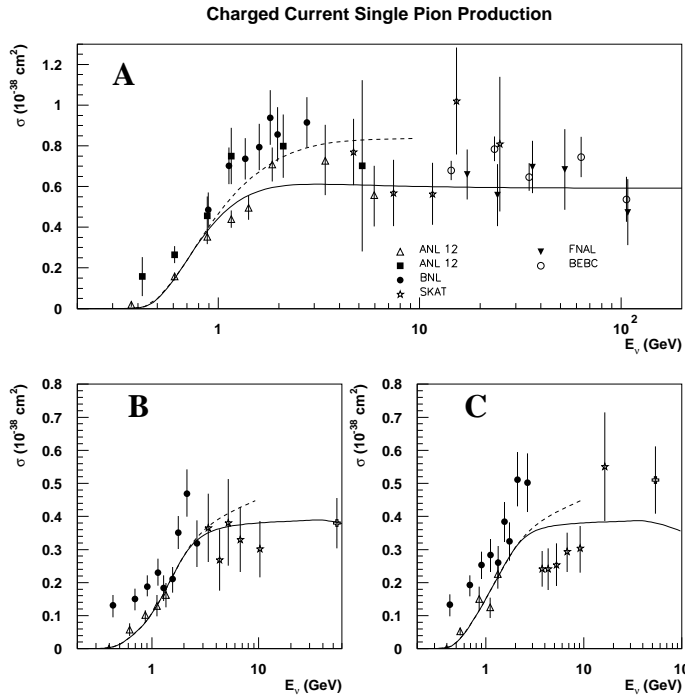 Charged Current Single Pion Production
A
σ (10⁻³⁸ cm²)
1.2
1
0.8
0.6
0.4
0.2
0
ANL 12
ANL 12
BNL
SKAT
FNAL
BEBC
1
10
10²
Eν (GeV)
B
σ (10⁻³⁸ cm²)
0.8
0.7
0.6
0.5
0.4
0.3
0.2
0.1
0
1
10
Eν (GeV)
C
σ (10⁻³⁸ cm²)
0.8
0.7
0.6
0.5
0.4
0.3
0.2
0.1
0
1
10
10
Eν (GeV)